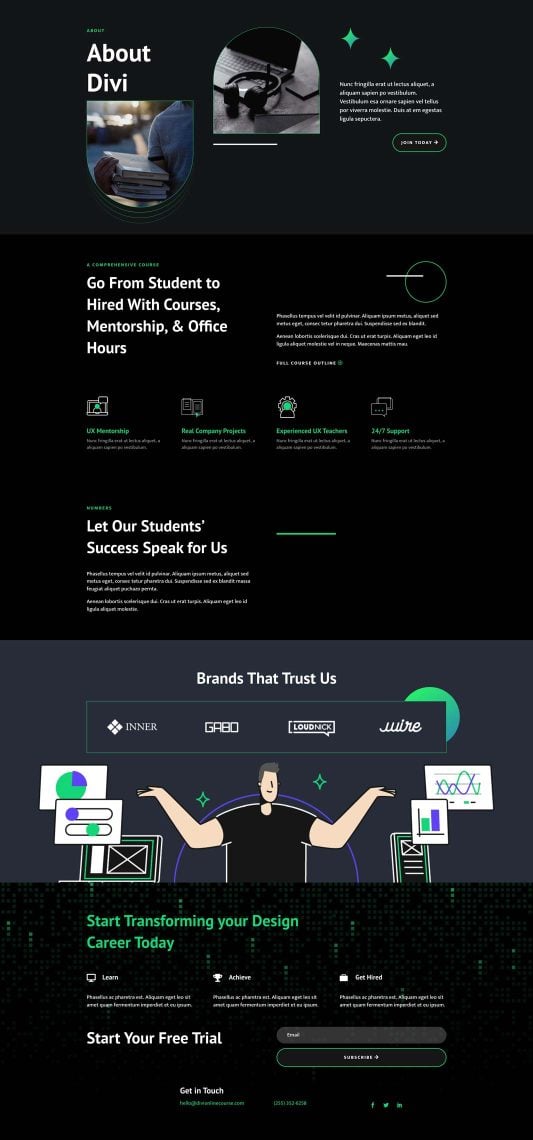 ABOUT
About
Divi
Nunc fringilla erat ut lectus aliquet, a
aliquam sapien po vestibulum.
Vestibulum esa ornare sapien vel tellus
por viverra molestie. Duis at em egestas
ligula sepuctera.
JOIN TODAY
A COMPREHENSIVE COURSE
Go From Student to
Hired With Courses,
Mentorship, & Office
Hours
Phasellus tempus vel velit id pulvinar. Aliquam ipsum metus, aliquet sed
metus eget, consec tetur pharetra dui. Suspendisse sed ex blandit.
Aenean lobortis scelerisque dui. Cras ut erat turpis. Aliquam eget leo id
ligula aliquet molestie vel in neque. Maecenas mattis mau.
FULL COURSE OUTLINE
UX Mentorship
Nunc fringilla erat ut lectus aliquet, a
aliquam sapien po vestibulum.
Real Company Projects
Nunc fringilla erat ut lectus aliquet, a
aliquam sapien po vestibulum.
Experienced UX Teachers
Nunc fringilla erat ut lectus aliquet, a
aliquam sapien po vestibulum.
24/7 Support
Nunc fringilla erat ut lectus aliquet, a
aliquam sapien po vestibulum.
NUMBERS
Let Our Students’
Success Speak for Us
Phasellus tempus vel velit id pulvinar. Aliquam ipsum metus, aliquet sed
metus eget, consec tetur pharetra dui. Suspendisse sed ex blandit massa
feugiat aliquet puchaes pernta.
Aenean lobortis scelerisque dui. Cras ut erat turpis. Aliquam eget leo id
ligula aliquet molestie.
Brands That Trust Us
INNER
GABO
LOUDNICK
wire
Start Transforming your Design
Career Today
Learn
Phasellus ac pharetra est. Aliquam eget leo sit
amet quam fermentum imperdiet et eu ipsum.
Achieve
Phasellus ac pharetra est. Aliquam eget leo sit
amet quam fermentum imperdiet et eu ipsum.
Get Hired
Phasellus ac pharetra est. Aliquam eget leo sit
amet quam fermentum imperdiet et eu ipsum.
Start Your Free Trial
Email
SUBSCRIBE
Get in Touch
hello@divionlinecourse.com
(255) 352-6258